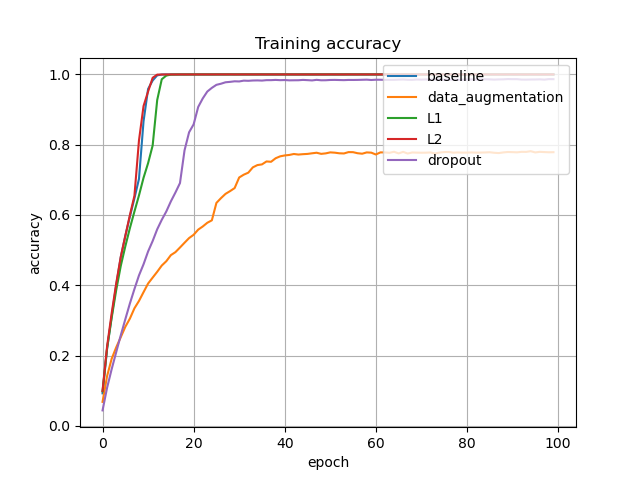 Training accuracy
1.0
0.8
0.6
0.4
0.2
0.0
accuracy
baseline
data_augmentation
L1
L2
dropout
0 20 40 60 80 100
epoch